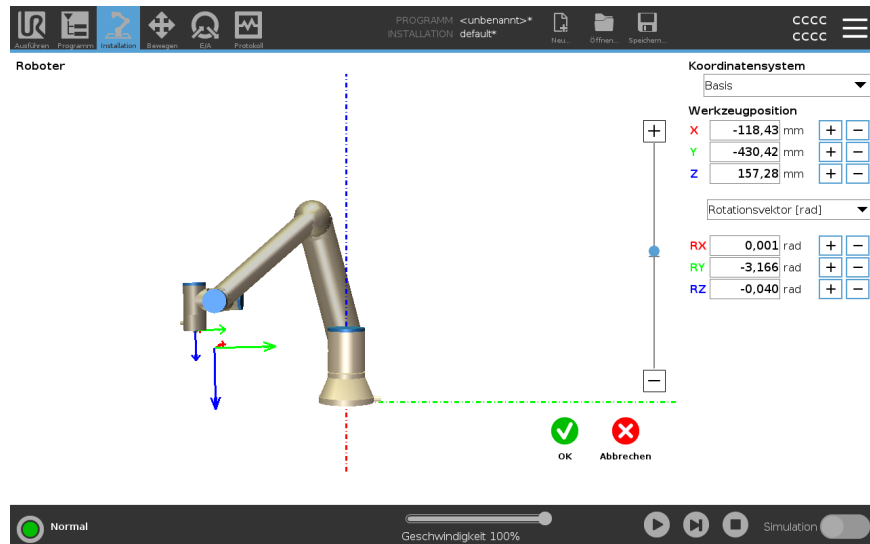 UR
PROGRAMM <unbenannt>*
INSTALLATION default*
Ausführen Programm Installation Bewegen E/A Protokoll
Neu... Öffnen... Speichern...
CCCC
CCCC
Roboter
Koordinatensystem
Basis
Werkzeugposition
X -118,43 mm + −
Y -430,42 mm + −
Z 157,28 mm + −
Rotationsvektor [rad]
RX 0,001 rad + −
RY -3,166 rad + −
RZ -0,040 rad + −
+
−
OK Abbrechen
Normal
Geschwindigkeit 100%
Simulation